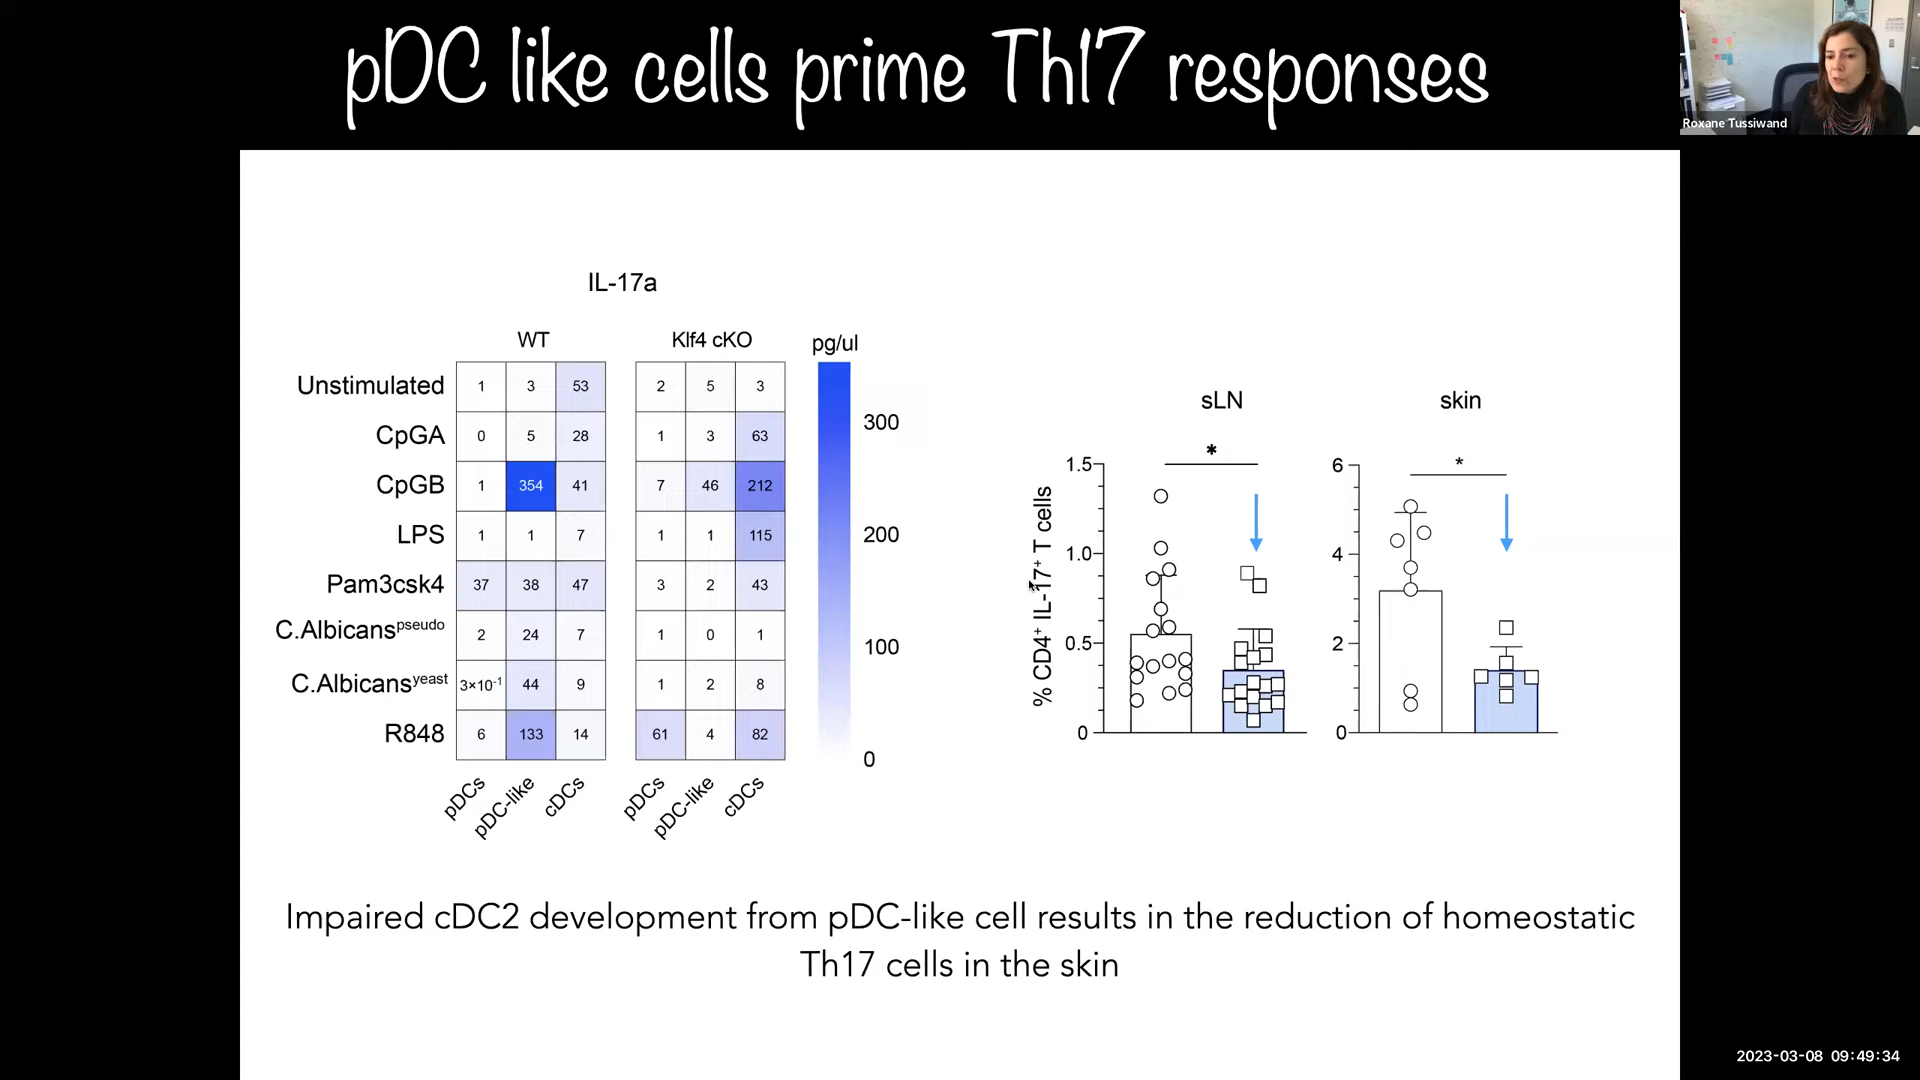 pDC like cells prime Th17 responses
Roxane Tussiwand
IL-17a
WT
Klf4 cKO
pg/ul
Unstimulated 1 3 53 2 5 3
CpGA 0 5 28 1 3 63
CpGB 1 354 41 7 46 212
LPS 1 1 7 1 1 115
Pam3csk4 37 38 47 3 2 43
C.Albicanspseudo 2 24 7 1 0 1
C.Albicansyeast 3×10-1 44 9 1 2 8
R848 6 133 14 61 4 82
pDCs pDC-like cDCs pDCs pDC-like cDCs
300
200
100
0
sLN
*
% CD4+ IL-17+ T cells
1.5
1.0
0.5
0
skin
*
6
4
2
0
Impaired cDC2 development from pDC-like cell results in the reduction of homeostatic
Th17 cells in the skin
2023-03-08 09:49:34